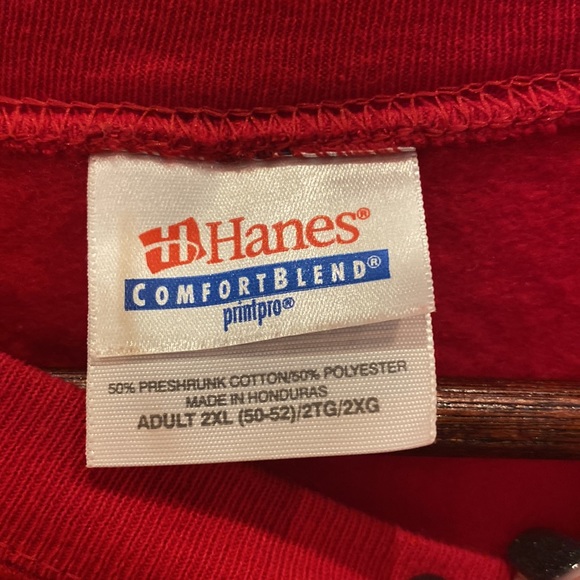 Hanes®
COMFORTBLEND®
printpro®
50% PRESHRUNK COTTON/50% POLYESTER
MADE IN HONDURAS
ADULT 2XL (50-52)/2TG/2XG